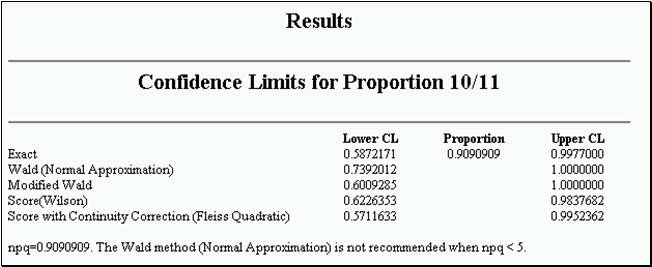 Results
Confidence Limits for Proportion 10/11
Lower CL Proportion Upper CL
Exact 0.5872171 0.9090909 0.9977000
Wald (Normal Approximation) 0.7392012 1.0000000
Modified Wald 0.6009285 1.0000000
Score(Wilson) 0.6226353 0.9837682
Score with Continuity Correction (Fleiss Quadratic) 0.5711633 0.9952362
npq=0.9090909. The Wald method (Normal Approximation) is not recommended when npq < 5.